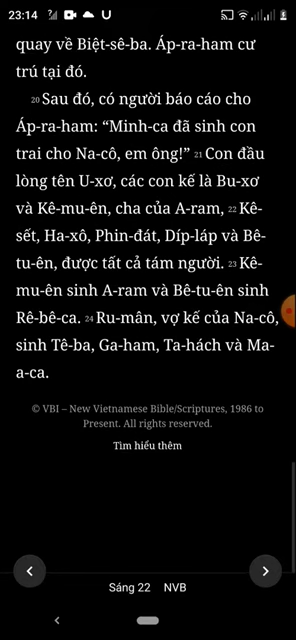 23:14
quay về Biệt-sê-ba. Áp-ra-ham cư
trú tại đó.
20 Sau đó, có người báo cáo cho
Áp-ra-ham: “Minh-ca đã sinh con
trai cho Na-cô, em ông!” 21 Con đầu
lòng tên U-xơ, các con kế là Bu-xơ
và Kê-mu-ên, cha của A-ram, 22 Kê-
sết, Ha-xô, Phin-đát, Díp-láp và Bê-
tu-ên, được tất cả tám người. 23 Kê-
mu-ên sinh A-ram và Bê-tu-ên sinh
Rê-bê-ca. 24 Ru-mân, vợ kế của Na-cô,
sinh Tê-ba, Ga-ham, Ta-hách và Ma-
a-ca.
© VBI – New Vietnamese Bible/Scriptures, 1986 to
Present. All rights reserved.
Tìm hiểu thêm
Sáng 22 NVB